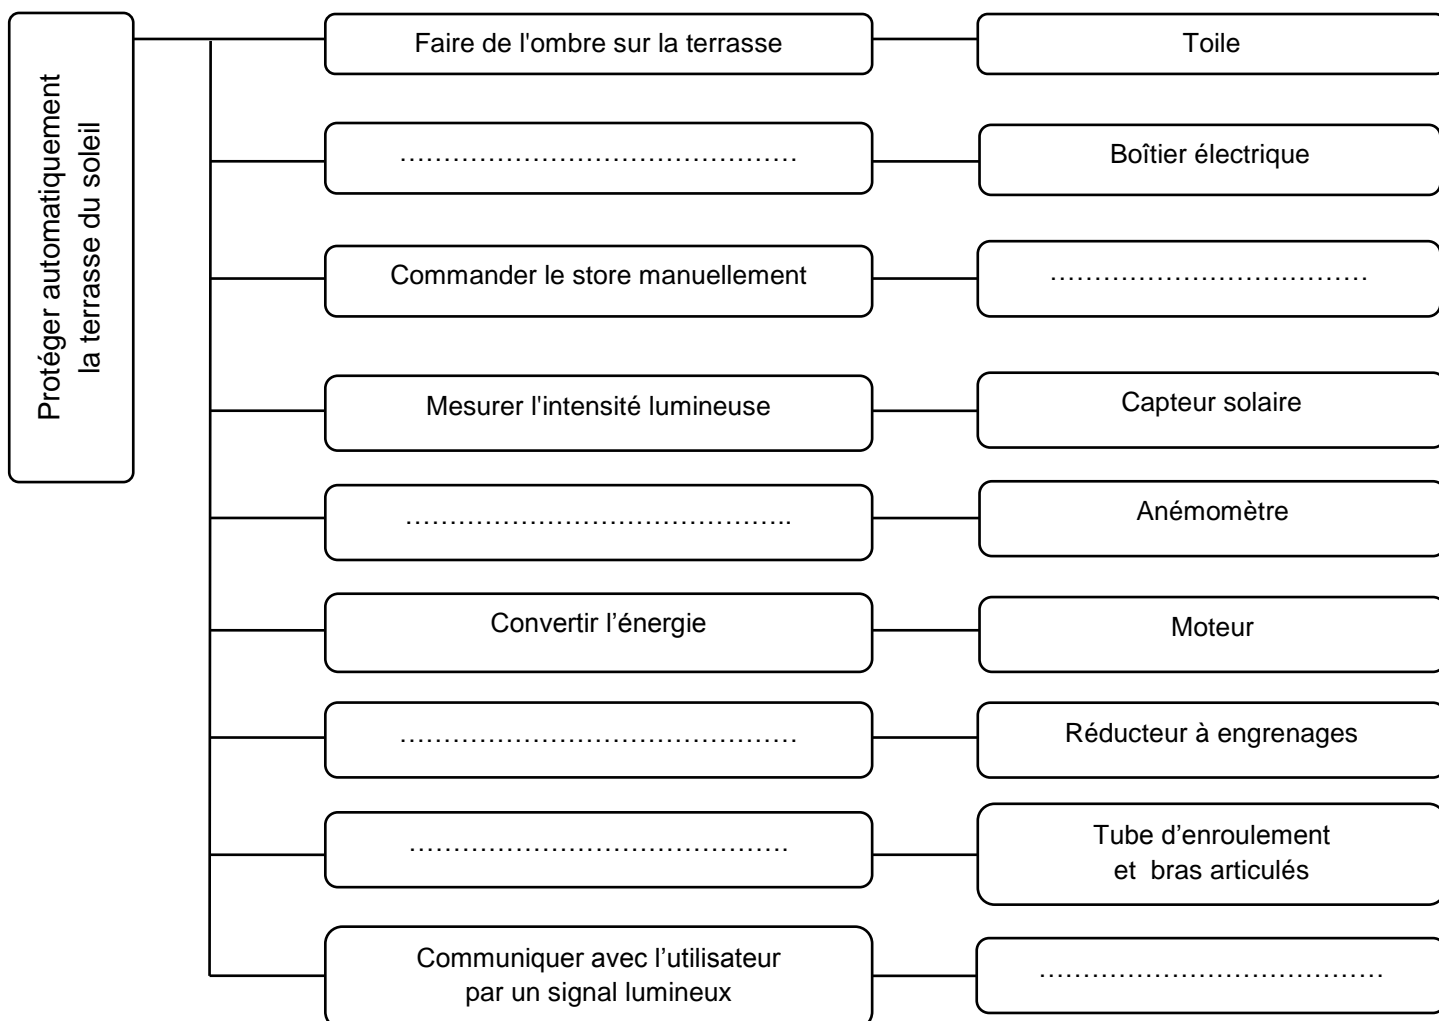 Protéger automatiquement
la terrasse du soleil
Faire de l'ombre sur la terrasse
Toile
………………………………………
Boîtier électrique
Commander le store manuellement
………………………………
Mesurer l'intensité lumineuse
Capteur solaire
……………………………………..
Anémomètre
Convertir l’énergie
Moteur
………………………………………
Réducteur à engrenages
…………………………………….
Tube d’enroulement
et bras articulés
Communiquer avec l’utilisateur
par un signal lumineux
…………………………………